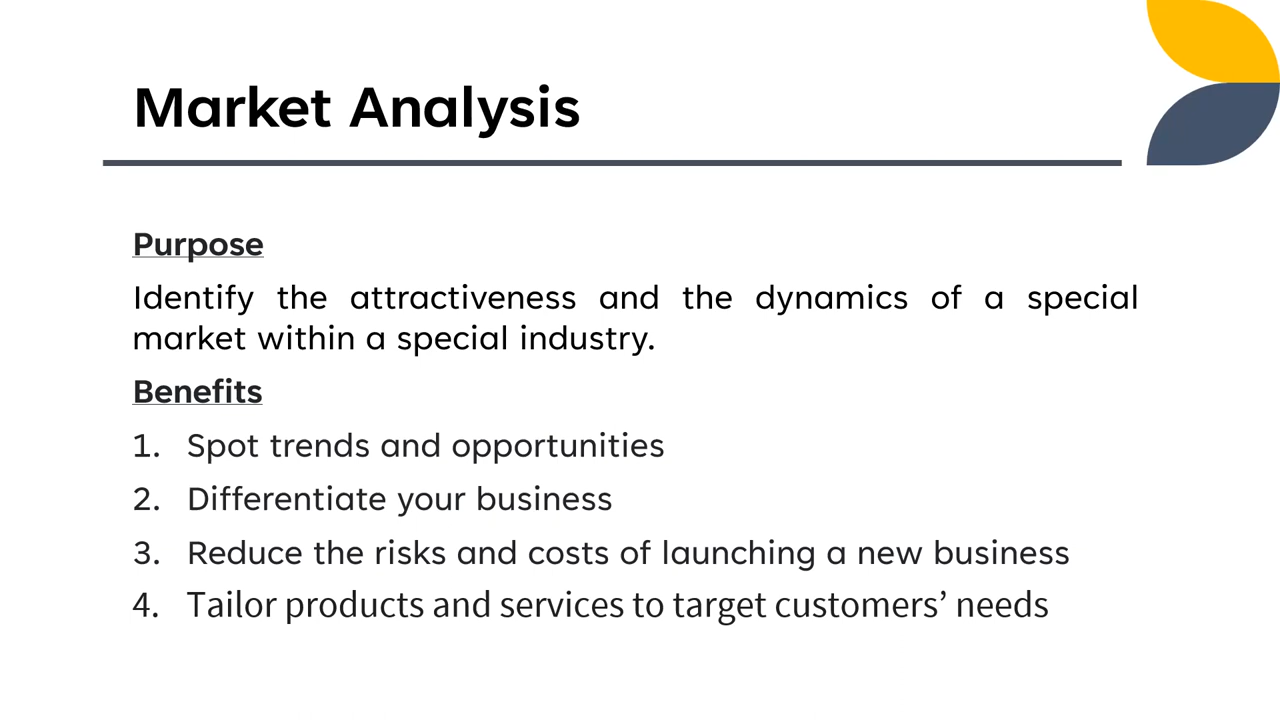 Market Analysis
Purpose
Identify the attractiveness and the dynamics of a special
market within a special industry.
Benefits
1. Spot trends and opportunities
2. Differentiate your business
3. Reduce the risks and costs of launching a new business
4. Tailor products and services to target customers’ needs